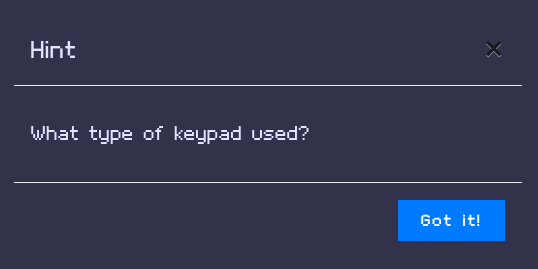 Hint
What type of keypad used?
Got it!